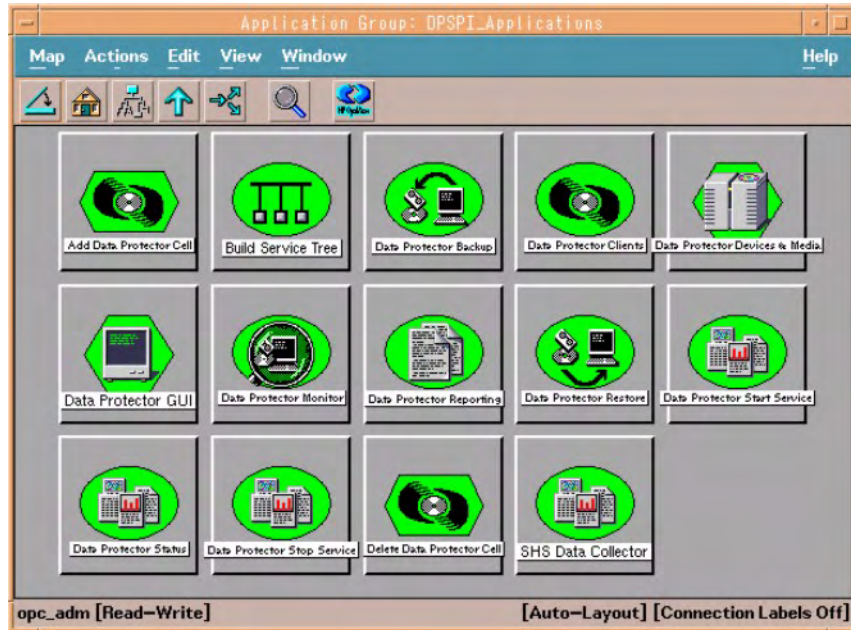 Application Group: DPSPI_Applications
Map Actions Edit View Window Help
HP OpenView
Add Data Protector Cell
Build Service Tree
Data Protector Backup
Data Protector Clients
Data Protector Devices & Media
Data Protector GUI
Data Protector Monitor
Data Protector Reporting
Data Protector Restore
Data Protector Start Service
Data Protector Status
Data Protector Stop Service
Delete Data Protector Cell
SHS Data Collector
opc_adm [Read-Write] [Auto-Layout] [Connection Labels Off]